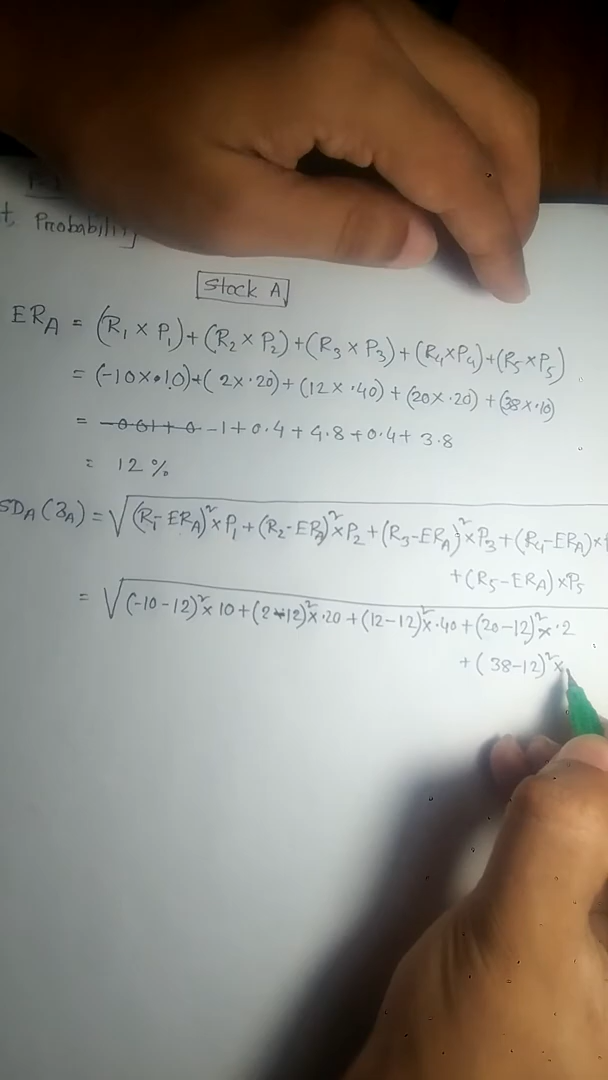 t, Probability
Stock A
ERA = (R₁ × P₁) + (R₂ × P₂) + (R₃ × P₃) + (R₄×P₄) + (R₅×P₅)
= (-10×·10) + (2×·20) + (12×·40) + (20×·20) + (38×·10)
= -1 + 0.4 + 4.8 + 0.4 + 3.8
= 12%
SDA (3A) = √(R₁-ERA)²×P₁ + (R₂-ERA)²×P₂ + (R₃-ERA)²×P₃ + (R₄-ERA)×
+ (R₅-ERA)×P₅
= √(-10-12)²×10 + (2-12)²×·20 + (12-12)²×·40 + (20-12)²×·2
+ (38-12)²×